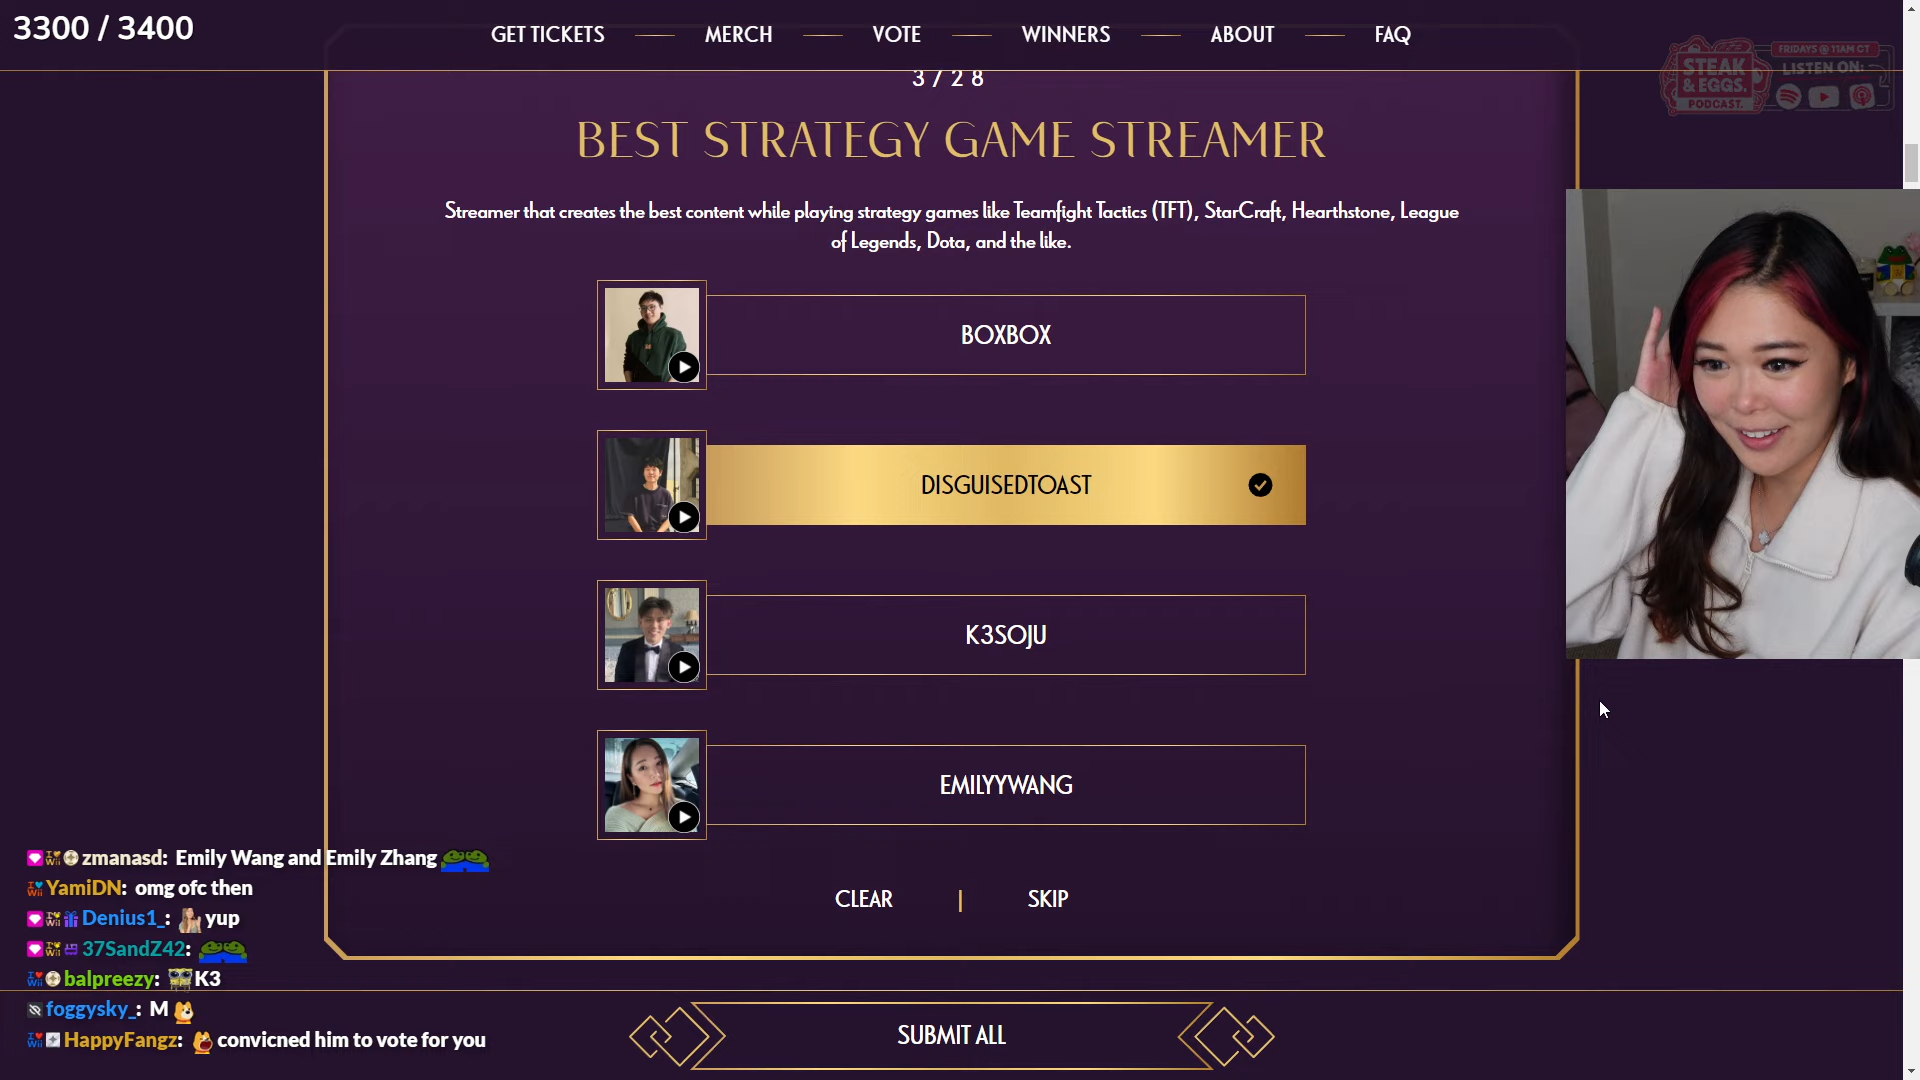 3300 / 3400
GET TICKETS
MERCH
VOTE
WINNERS
ABOUT
FAQ
STEAK
& EGGS.
PODCAST.
FRIDAYS @ 11AM CT
LISTEN ON:
3 / 28
BEST STRATEGY GAME STREAMER
Streamer that creates the best content while playing strategy games like Teamfight Tactics (TFT), StarCraft, Hearthstone, League
of Legends, Dota, and the like.
BOXBOX
DISGUISEDTOAST
K3SOJU
EMILYYWANG
CLEAR | SKIP
SUBMIT ALL
zmanasd: Emily Wang and Emily Zhang
YamiDN: omg ofc then
Denius1_: yup
37SandZ42:
balpreezy: K3
foggysky_: M
HappyFangz: convicned him to vote for you